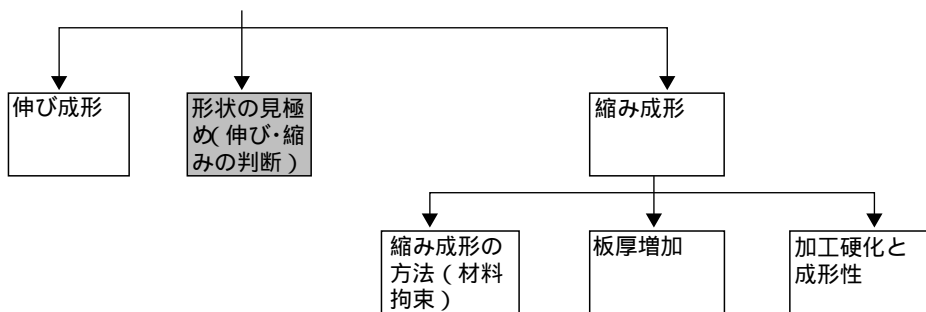 伸び成形
形状の見極
め(伸び・縮
みの判断)
縮み成形
縮み成形の
方法(材料
拘束)
板厚増加
加工硬化と
成形性